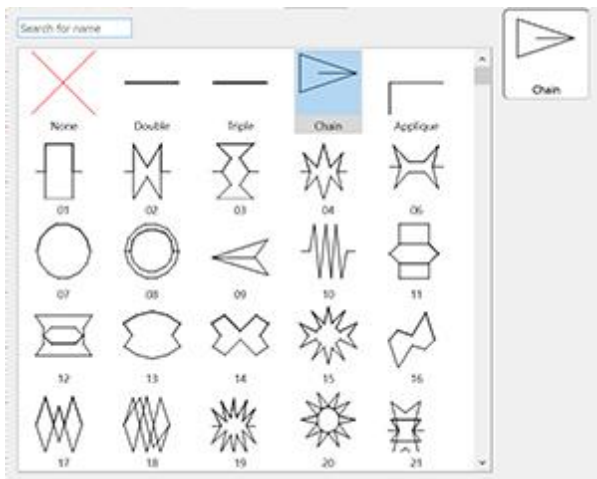 Search for name
None Double Triple Chain Applique
Chain
01 02 03 04 06
07 08 09 10 11
12 13 14 15 16
17 18 19 20 21